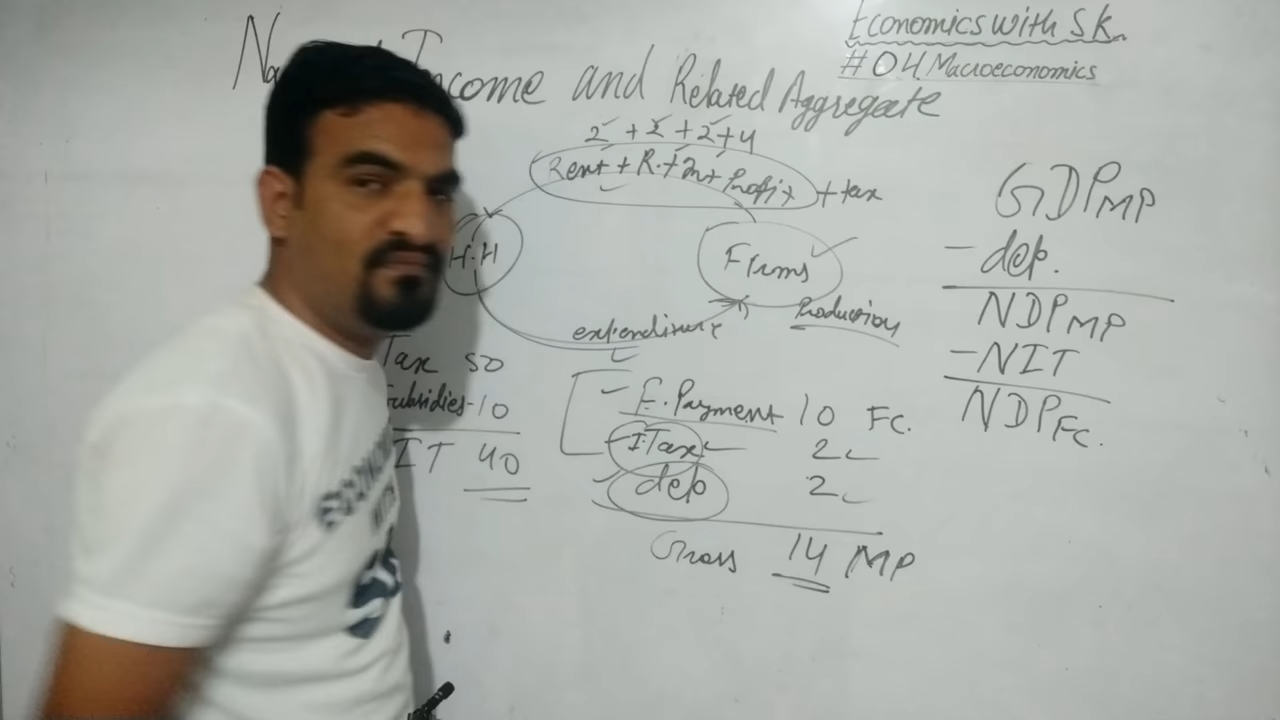 Economics with SK.
#04 Macroeconomics
Income and Related Aggregate
2 + 2 + 2 + 4
Rent + R. + In + Profit + tax
H.H
Firms
Production
expenditure
Tax 50
Subsidies - 10
IT 40
F. Payment 10 FC.
I.Tax 2
dep 2
Gross 14 MP
GDPMP
- dep.
NDPMP
- NIT
NDPFC.